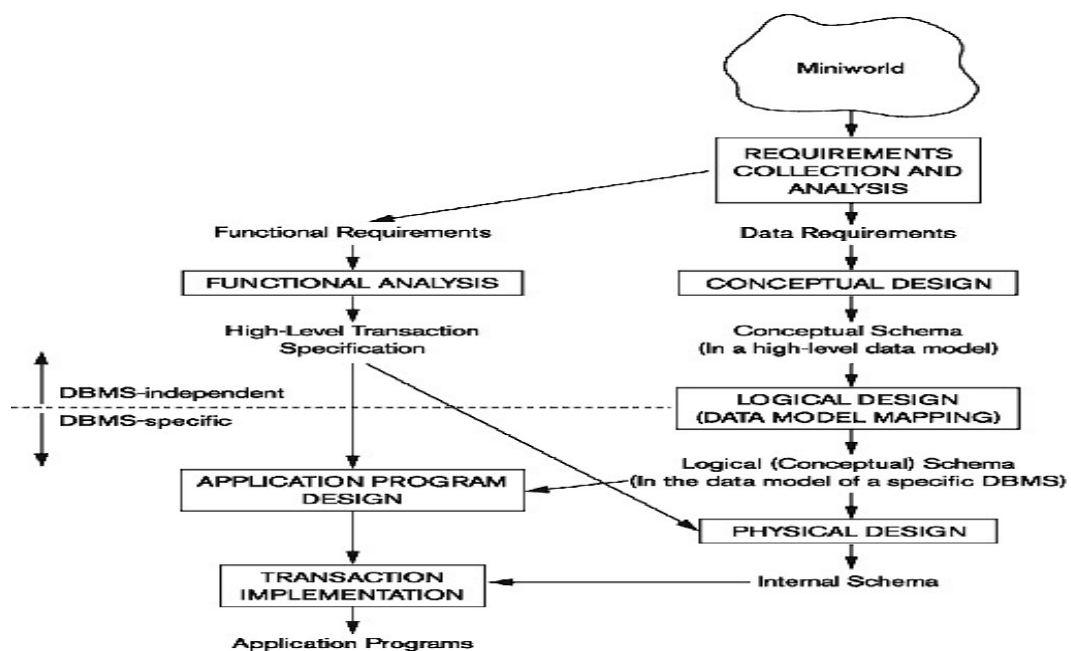 Miniworld
REQUIREMENTS
COLLECTION AND
ANALYSIS
Functional Requirements
Data Requirements
FUNCTIONAL ANALYSIS
CONCEPTUAL DESIGN
High-Level Transaction
Specification
Conceptual Schema
(In a high-level data model)
DBMS-independent
DBMS-specific
LOGICAL DESIGN
(DATA MODEL MAPPING)
Logical (Conceptual) Schema
(In the data model of a specific DBMS)
APPLICATION PROGRAM
DESIGN
PHYSICAL DESIGN
TRANSACTION
IMPLEMENTATION
Internal Schema
Application Programs